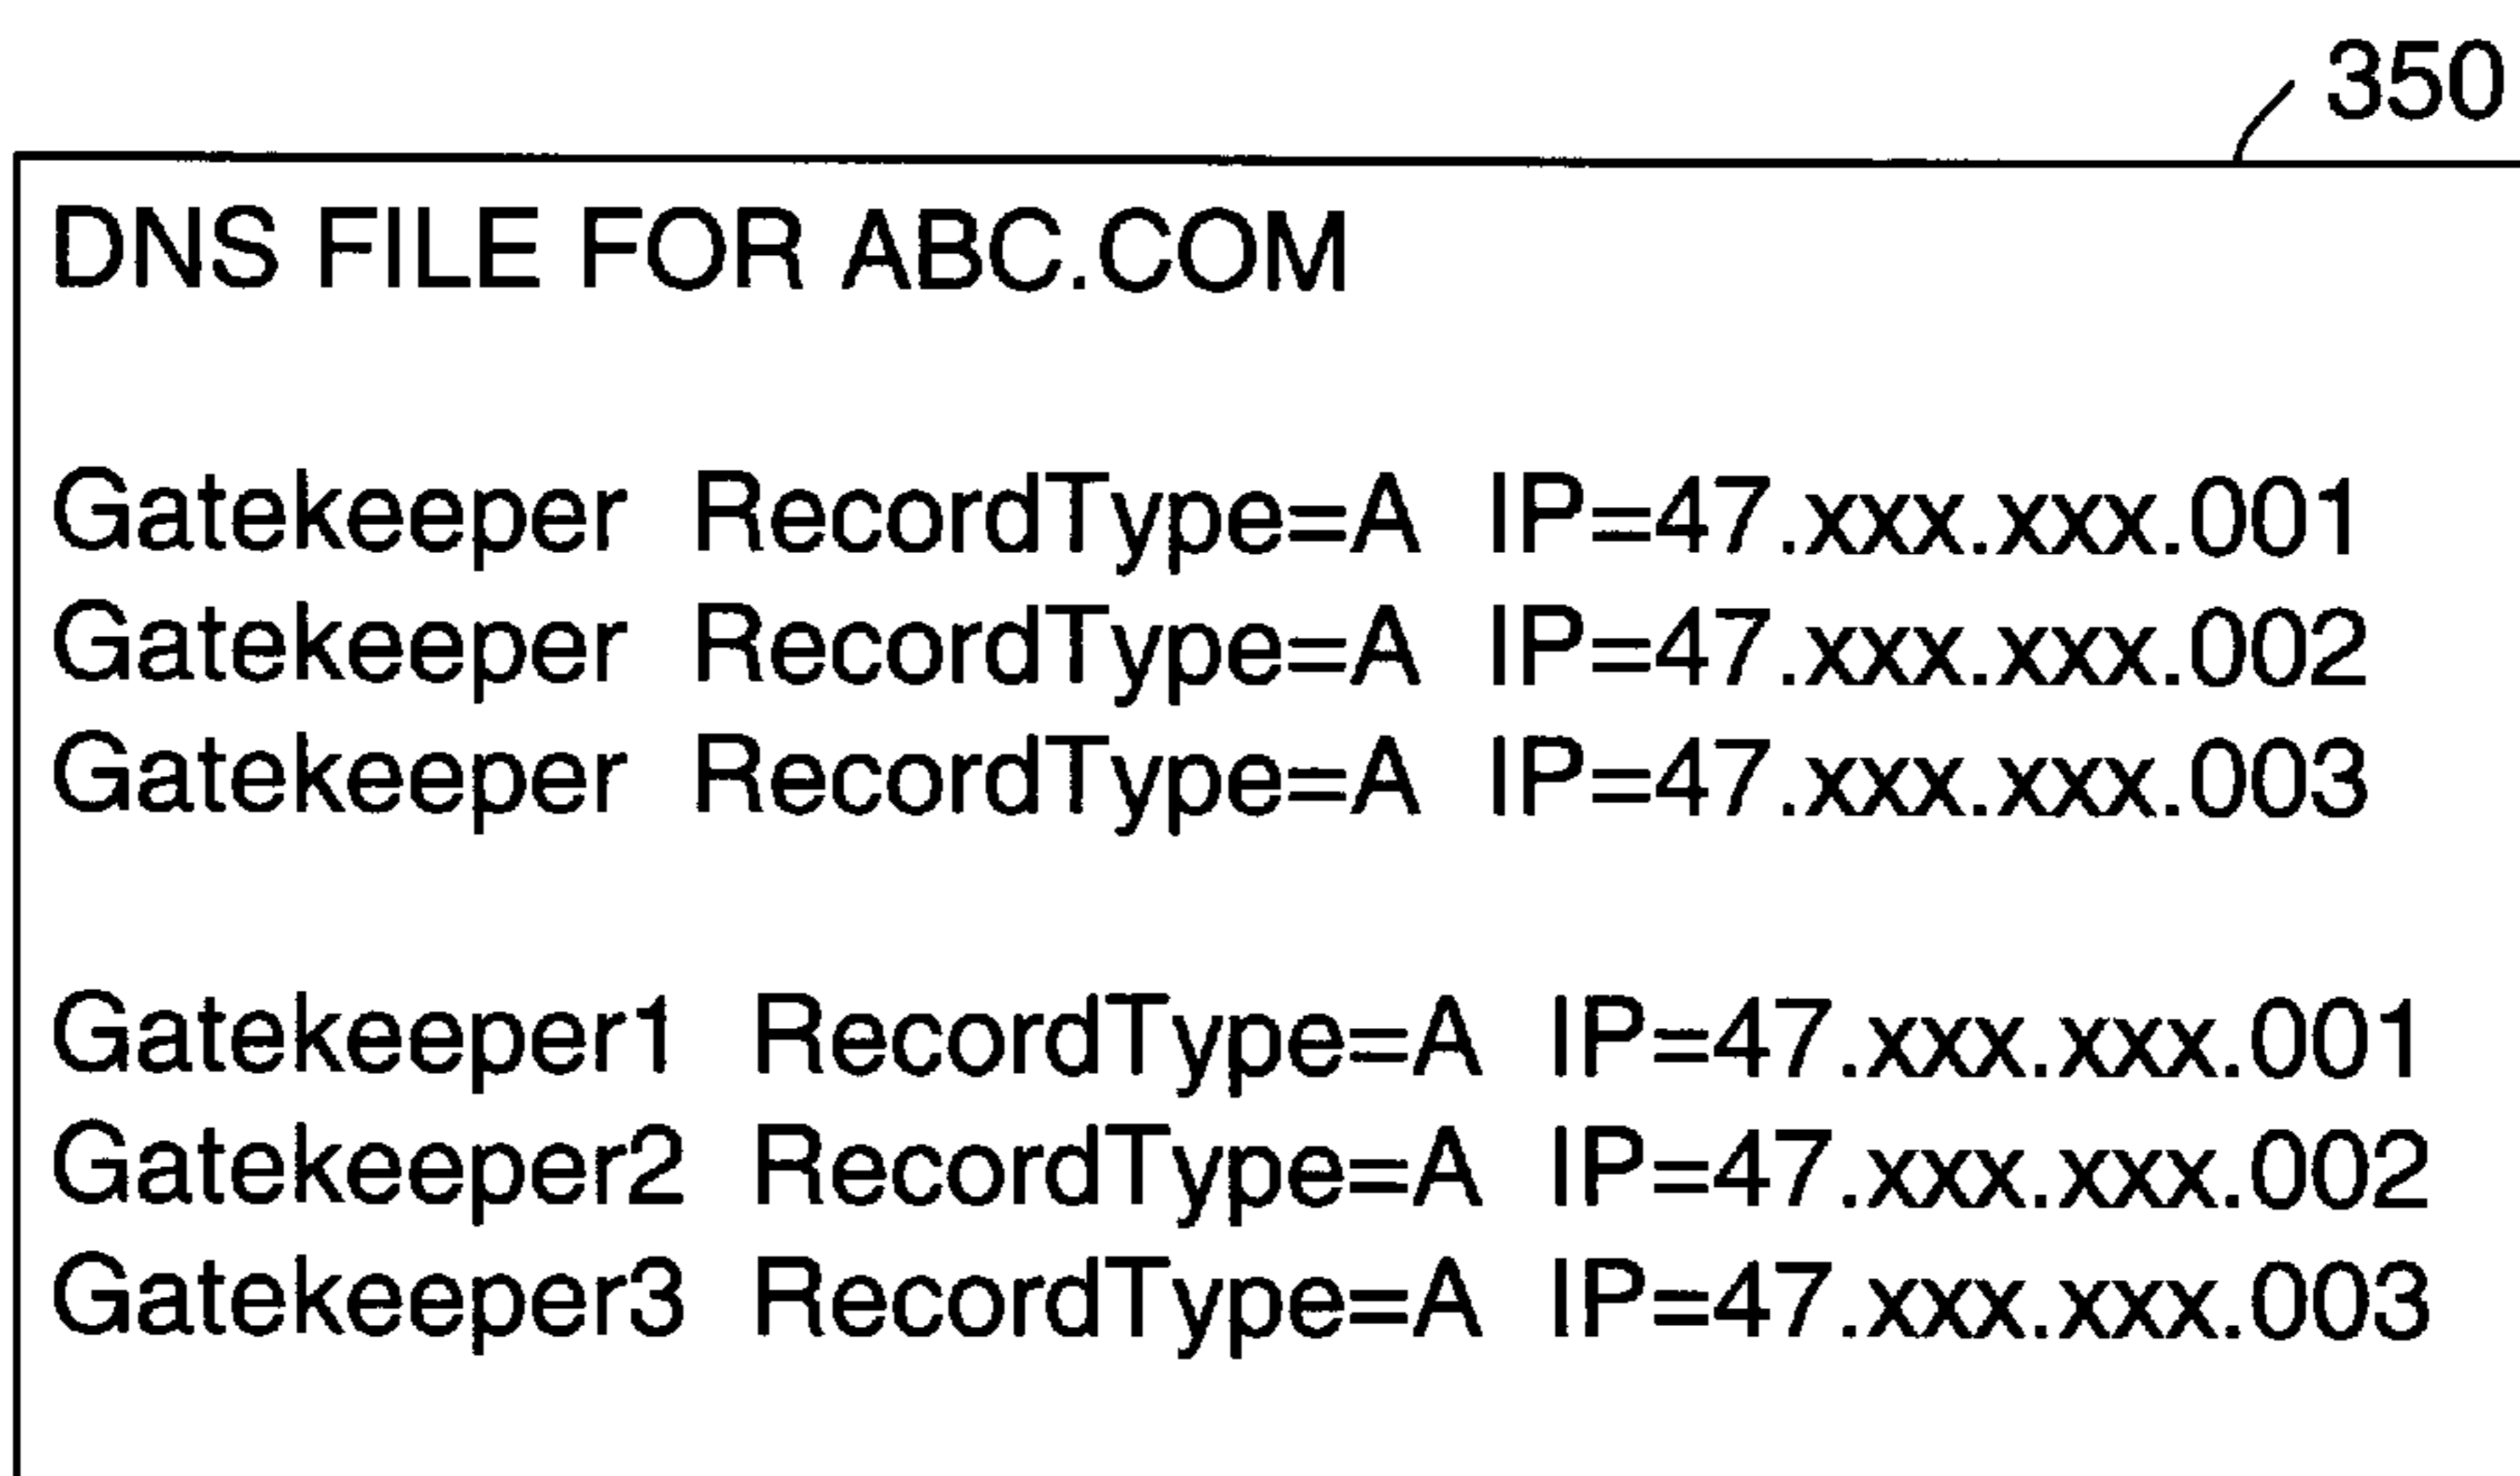 350
DNS FILE FOR ABC.COM
Gatekeeper RecordType=A IP=47.xxx.xxx.001
Gatekeeper RecordType=A IP=47.xxx.xxx.002
Gatekeeper RecordType=A IP=47.xxx.xxx.003
Gatekeeper1 RecordType=A IP=47.xxx.xxx.001
Gatekeeper2 RecordType=A IP=47.xxx.xxx.002
Gatekeeper3 RecordType=A IP=47.xxx.xxx.003